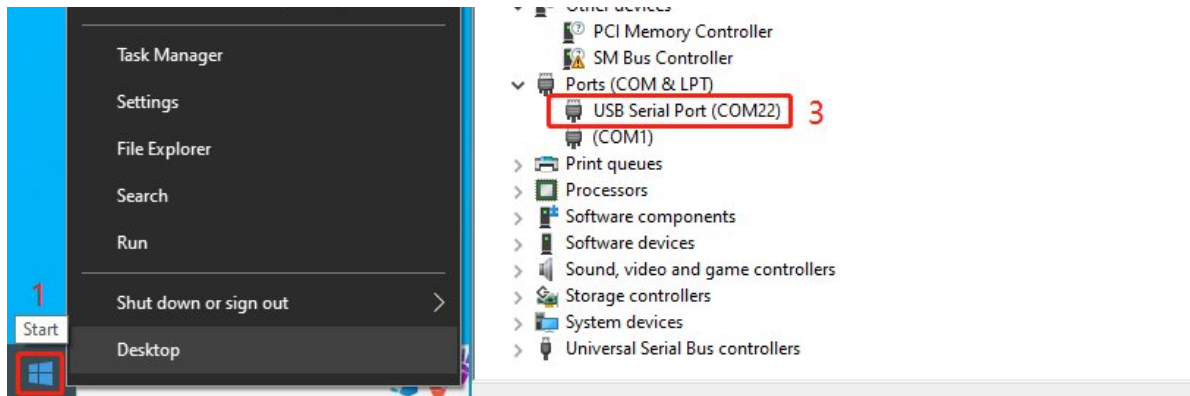 Task Manager
Settings
File Explorer
Search
Run
1
Shut down or sign out
Start
Desktop
Other devices
PCI Memory Controller
SM Bus Controller
Ports (COM & LPT)
USB Serial Port (COM22) 3
(COM1)
Print queues
Processors
Software components
Software devices
Sound, video and game controllers
Storage controllers
System devices
Universal Serial Bus controllers